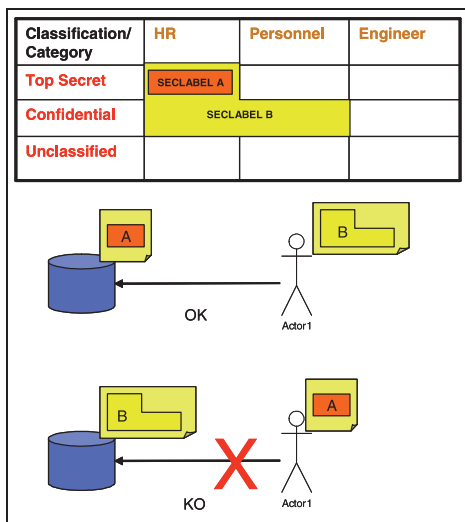 Classification/ HR Personnel Engineer
Category
Top Secret SECLABEL A
Confidential SECLABEL B
Unclassified
A
B
OK
Actor1
B
A
X
KO
Actor1